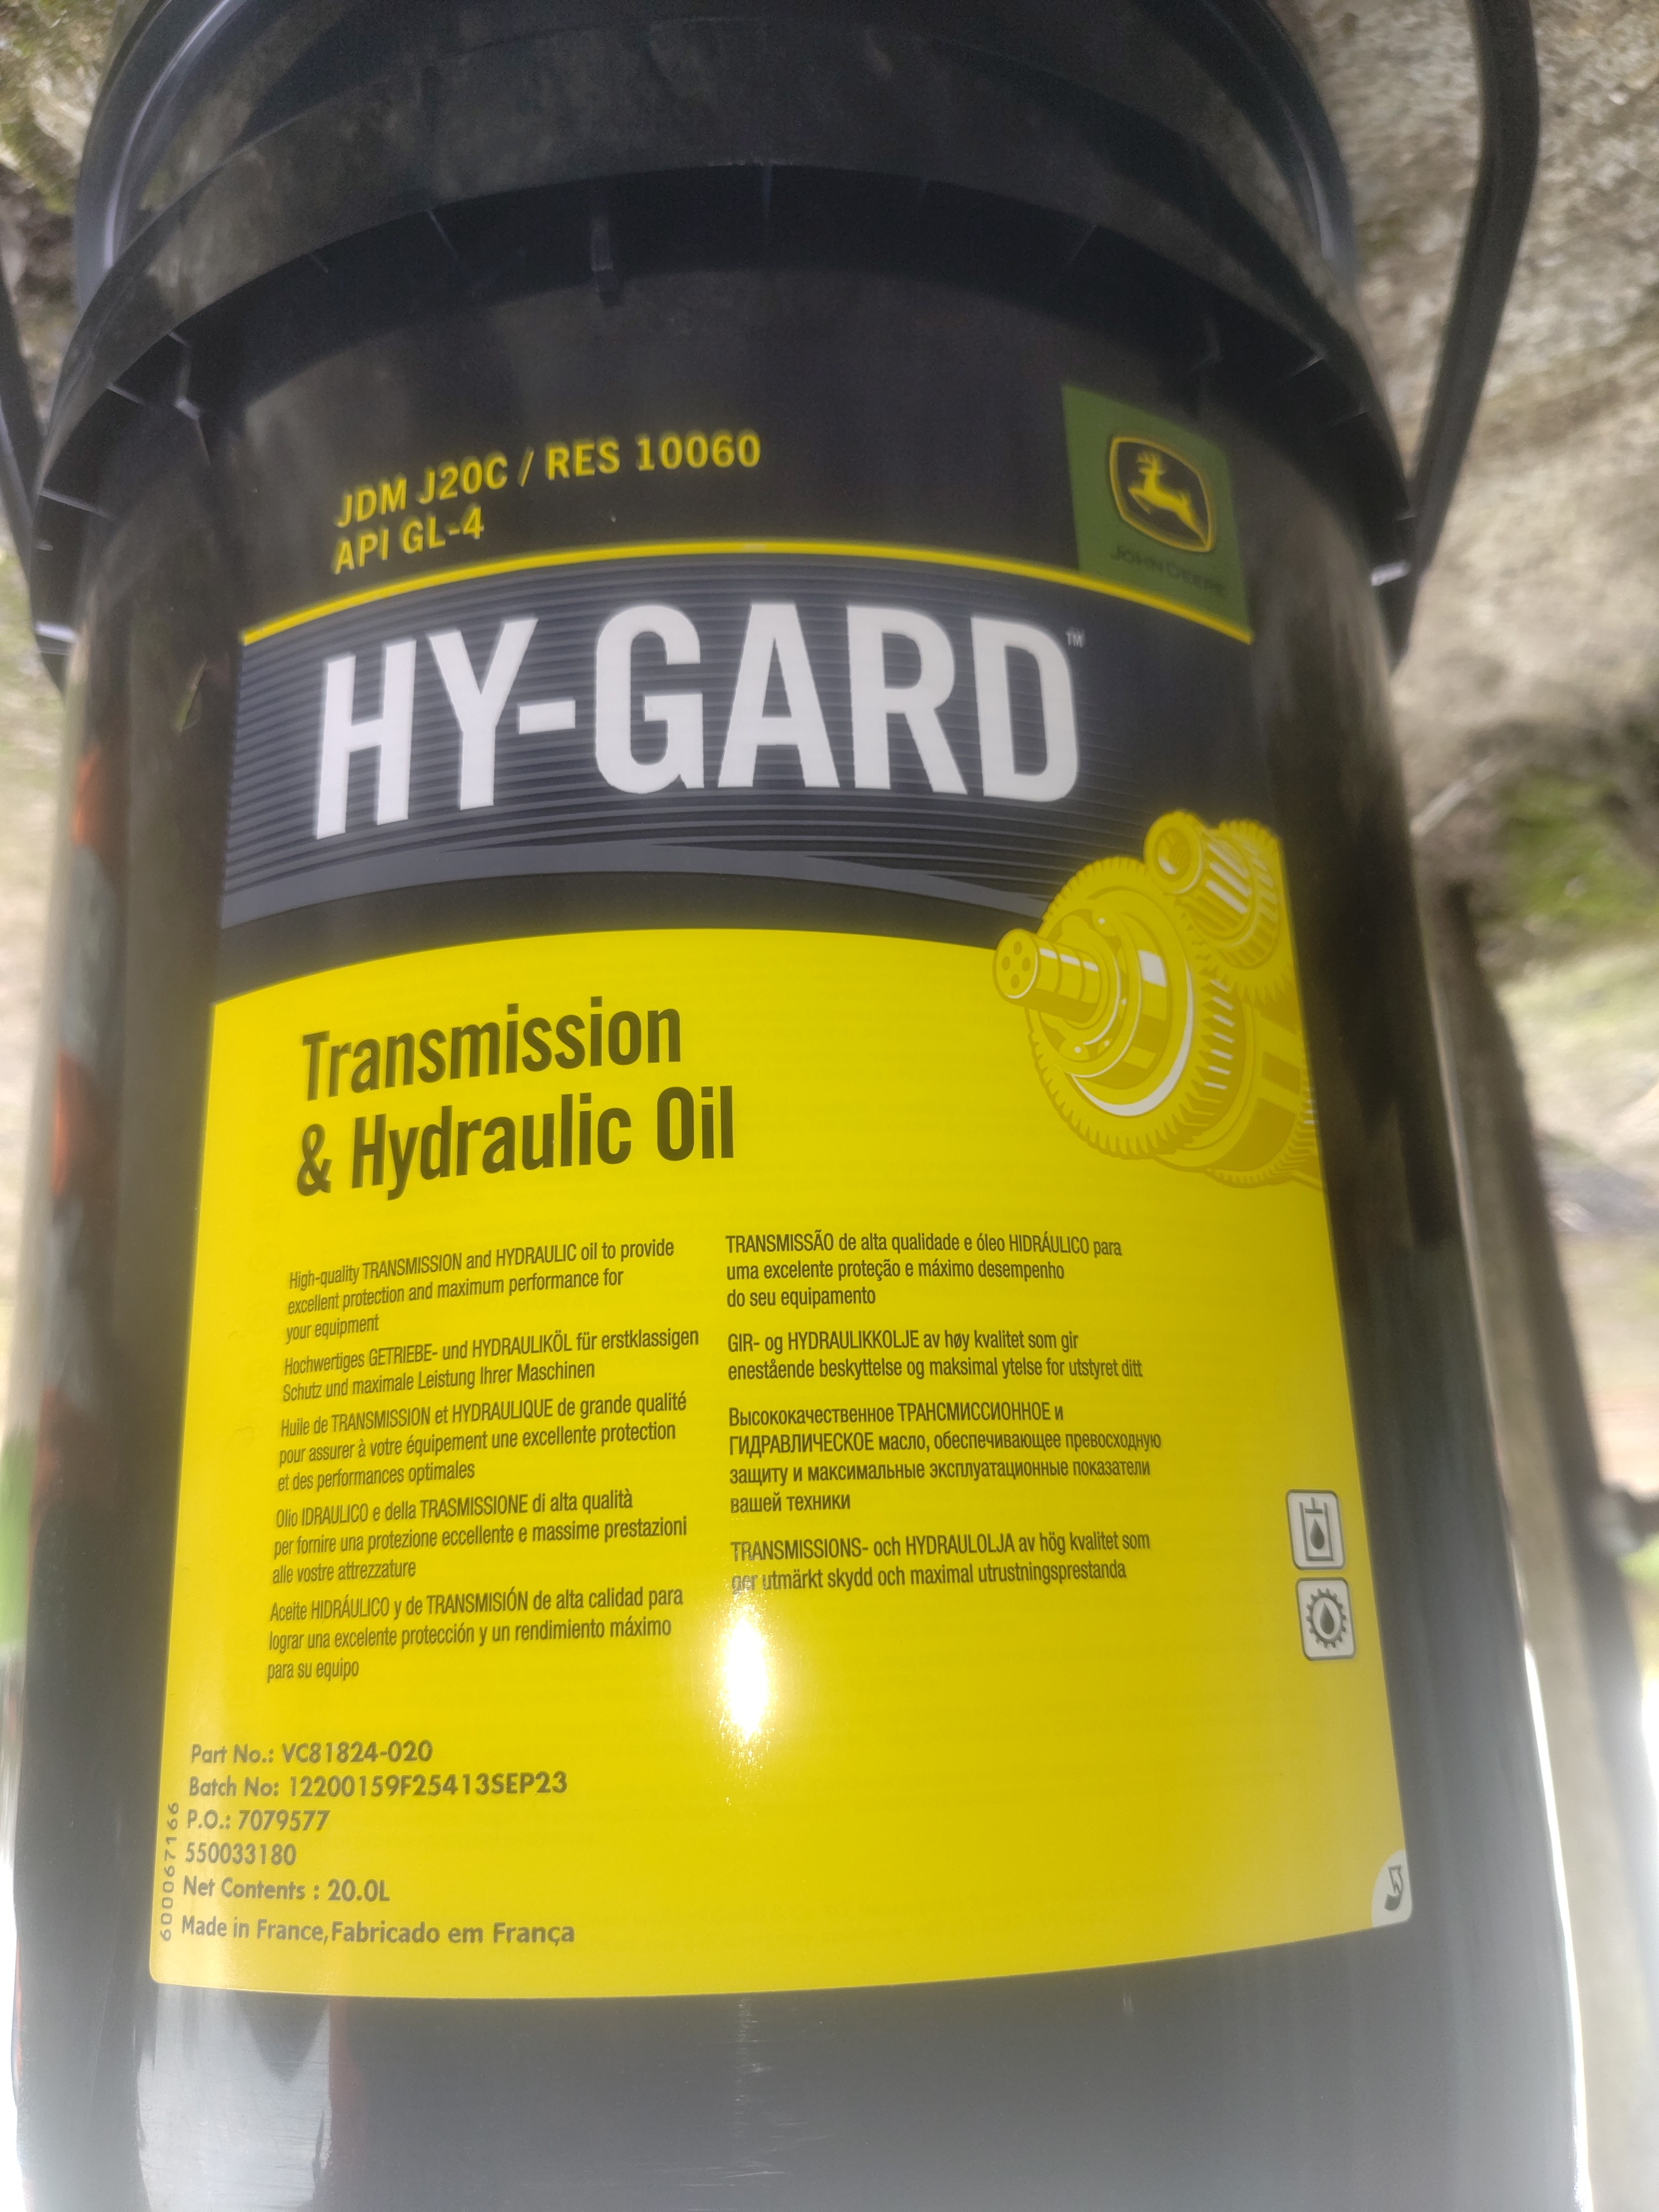 JDM J20C / RES 10060
API GL-4
JOHN DEERE
HY-GARD™
Transmission
& Hydraulic Oil
High-quality TRANSMISSION and HYDRAULIC oil to provide
excellent protection and maximum performance for
your equipment
Hochwertiges GETRIEBE- und HYDRAULIKÖL für erstklassigen
Schutz und maximale Leistung Ihrer Maschinen
Huile de TRANSMISSION et HYDRAULIQUE de grande qualité
pour assurer à votre équipement une excellente protection
et des performances optimales
Olio IDRAULICO e della TRASMISSIONE di alta qualità
per fornire una protezione eccellente e massime prestazioni
alle vostre attrezzature
Aceite HIDRÁULICO y de TRANSMISIÓN de alta calidad para
lograr una excelente protección y un rendimiento máximo
para su equipo
TRANSMISSÃO de alta qualidade e óleo HIDRÁULICO para
uma excelente proteção e máximo desempenho
do seu equipamento
GIR- og HYDRAULIKKOLJE av høy kvalitet som gir
enestående beskyttelse og maksimal ytelse for utstyret ditt
Высококачественное ТРАНСМИССИОННОЕ и
ГИДРАВЛИЧЕСКОЕ масло, обеспечивающее превосходную
защиту и максимальные эксплуатационные показатели
вашей техники
TRANSMISSIONS- och HYDRAULOLJA av hög kvalitet som
ger utmärkt skydd och maximal utrustningsprestanda
Part No.: VC81824-020
Batch No: 12200159F25413SEP23
P.O.: 7079577
550033180
Net Contents : 20.0L
Made in France,Fabricado em França
600067166